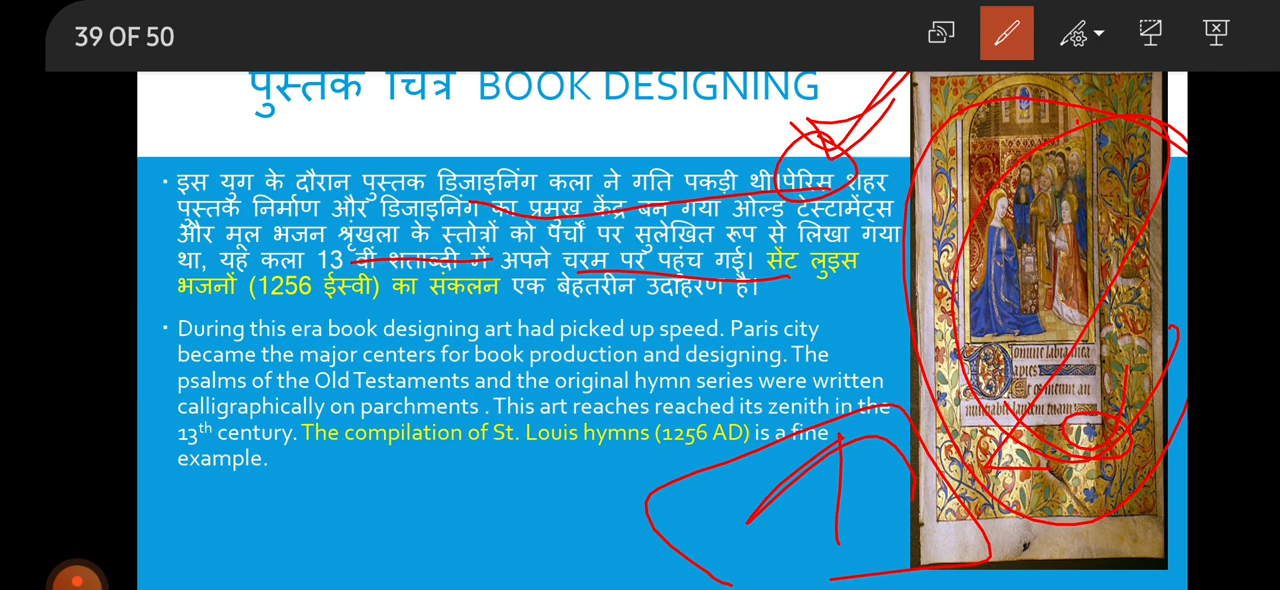 39 OF 50
पुस्तक चित्र BOOK DESIGNING
• इस युग के दौरान पुस्तक डिजाइनिंग कला ने गति पकड़ी थी पेरिस शहर
पुस्तक निर्माण और डिजाइनिंग का प्रमुख केंद्र बन गया ओल्ड टेस्टामेंट्स
और मूल भजन श्रृंखला के स्तोत्रों को पर्चों पर सुलेखित रूप से लिखा गया
था, यह कला 13 वीं शताब्दी में अपने चरम पर पहुंच गई। सेंट लुइस
भजनों (1256 ईस्वी) का संकलन एक बेहतरीन उदाहरण है।
• During this era book designing art had picked up speed. Paris city
became the major centers for book production and designing. The
psalms of the Old Testaments and the original hymn series were written
calligraphically on parchments . This art reaches reached its zenith in the
13th century. The compilation of St. Louis hymns (1256 AD) is a fine
example.